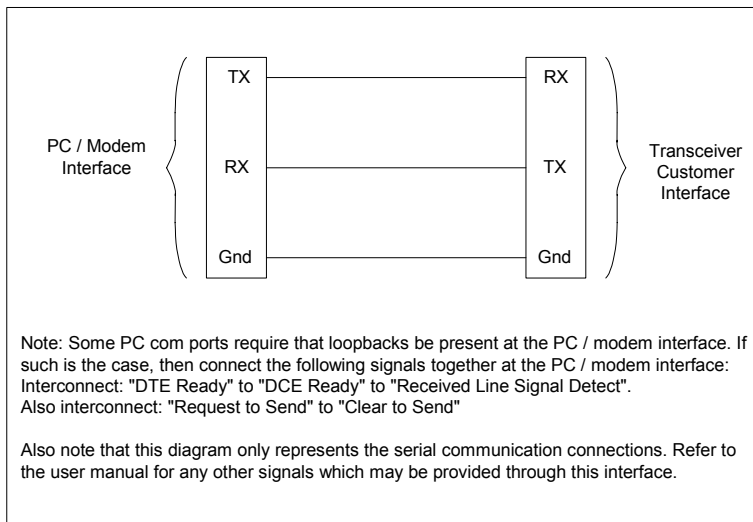 TX
RX
PC / Modem
Interface
RX
TX
Transceiver
Customer
Interface
Gnd
Gnd
Note: Some PC com ports require that loopbacks be present at the PC / modem interface. If
such is the case, then connect the following signals together at the PC / modem interface:
Interconnect: "DTE Ready" to "DCE Ready" to "Received Line Signal Detect".
Also interconnect: "Request to Send" to "Clear to Send"
Also note that this diagram only represents the serial communication connections. Refer to
the user manual for any other signals which may be provided through this interface.